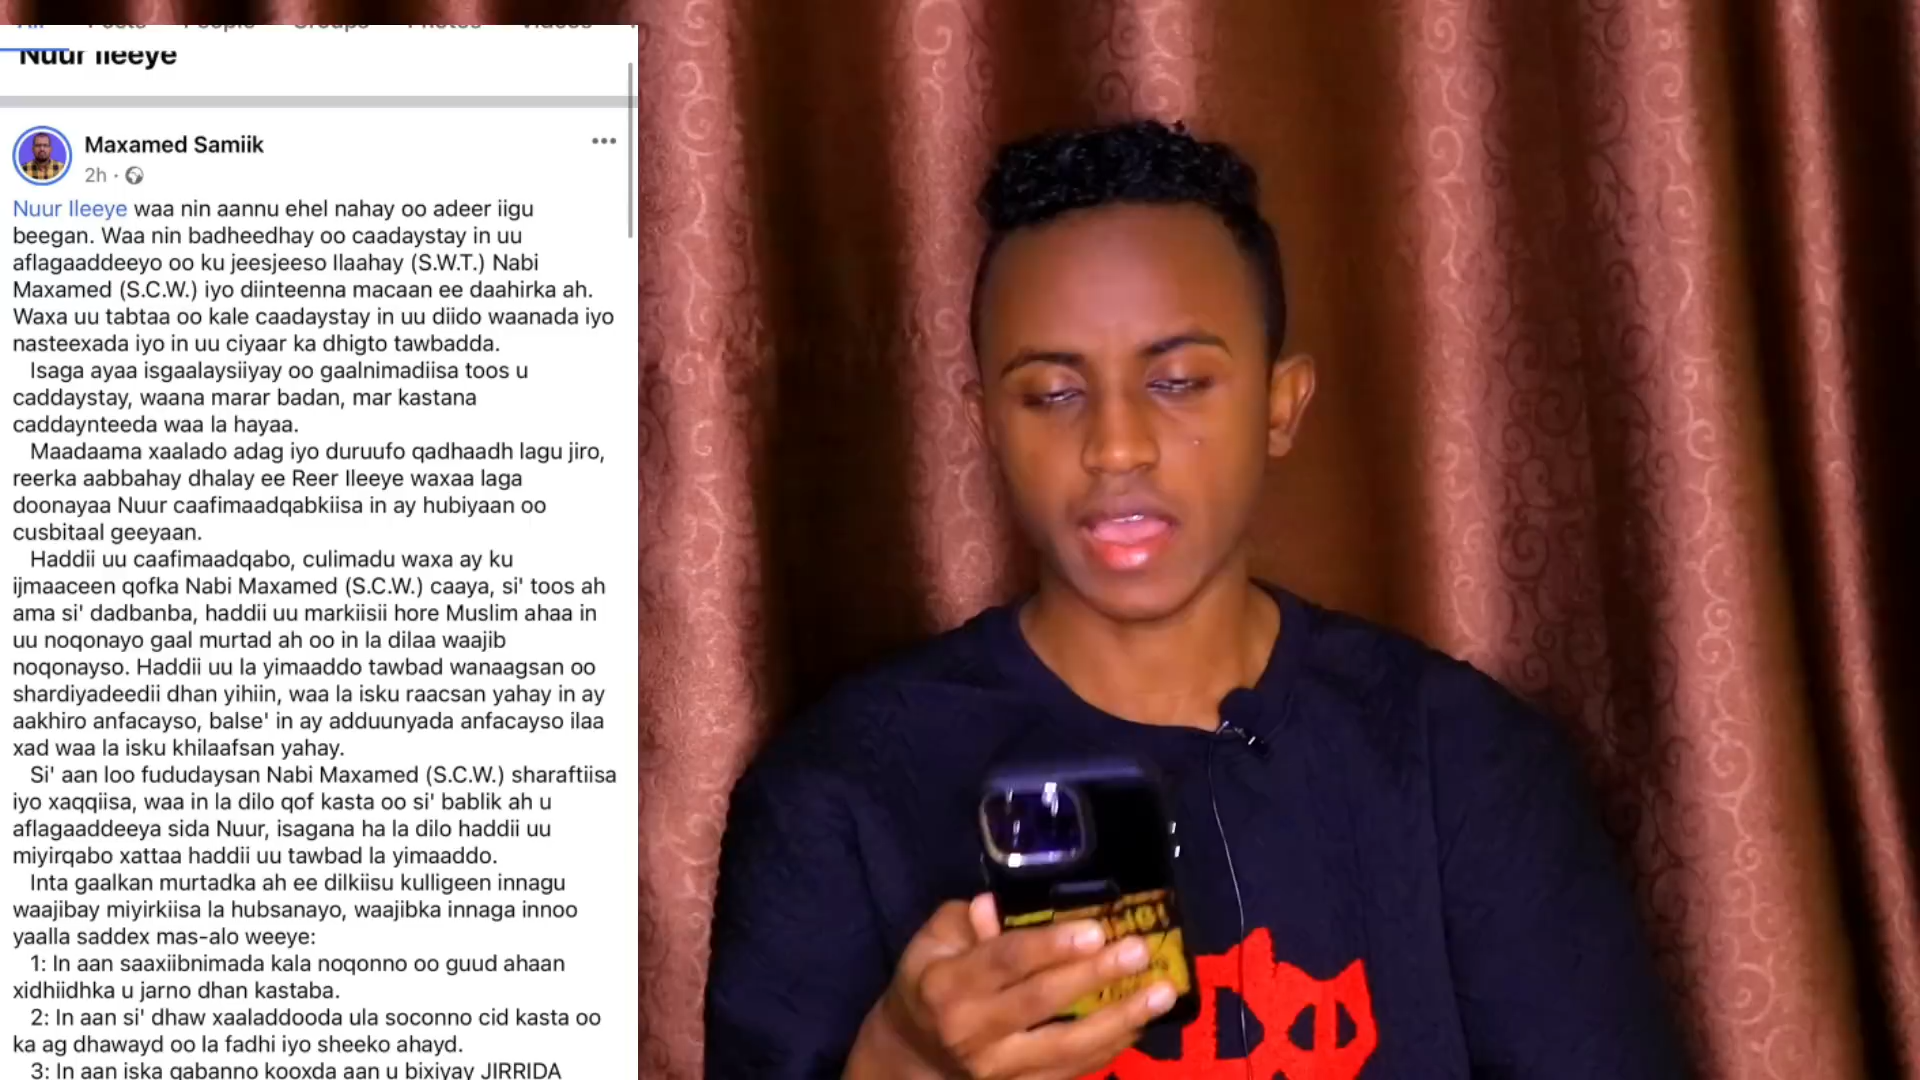 All Posts People Groups Photos Videos
Nuur Ileeye
Maxamed Samiik
2h ·
Nuur Ileeye waa nin aannu ehel nahay oo adeer iigu
beegan. Waa nin badheedhay oo caadaystay in uu
aflagaaddeeyo oo ku jeesjeeso Ilaahay (S.W.T.) Nabi
Maxamed (S.C.W.) iyo diinteenna macaan ee daahirka ah.
Waxa uu tabtaa oo kale caadaystay in uu diido waanada iyo
nasteexada iyo in uu ciyaar ka dhigto tawbadda.
Isaga ayaa isgaalaysiiyay oo gaalnimadiisa toos u
caddaystay, waana marar badan, mar kastana
caddaynteeda waa la hayaa.
Maadaama xaalado adag iyo duruufo qadhaadh lagu jiro,
reerka aabbahay dhalay ee Reer Ileeye waxaa laga
doonayaa Nuur caafimaadqabkiisa in ay hubiyaan oo
cusbitaal geeyaan.
Haddii uu caafimaadqabo, culimadu waxa ay ku
ijmaaceen qofka Nabi Maxamed (S.C.W.) caaya, si' toos ah
ama si' dadbanba, haddii uu markiisii hore Muslim ahaa in
uu noqonayo gaal murtad ah oo in la dilaa waajib
noqonayso. Haddii uu la yimaaddo tawbad wanaagsan oo
shardiyadeedii dhan yihiin, waa la isku raacsan yahay in ay
aakhiro anfacayso, balse' in ay adduunyada anfacayso ilaa
xad waa la isku khilaafsan yahay.
Si' aan loo fududaysan Nabi Maxamed (S.C.W.) sharaftiisa
iyo xaqqiisa, waa in la dilo qof kasta oo si' bablik ah u
aflagaaddeeya sida Nuur, isagana ha la dilo haddii uu
miyirqabo xattaa haddii uu tawbad la yimaaddo.
Inta gaalkan murtadka ah ee dilkiisu kulligeen innagu
waajibay miyirkiisa la hubsanayo, waajibka innaga innoo
yaalla saddex mas-alo weeye:
1: In aan saaxiibnimada kala noqonno oo guud ahaan
xidhiidhka u jarno dhan kastaba.
2: In aan si' dhaw xaaladdooda ula soconno cid kasta oo
ka ag dhawayd oo la fadhi iyo sheeko ahayd.
3: In aan iska qabanno kooxda aan u bixiyay JIRRIDA